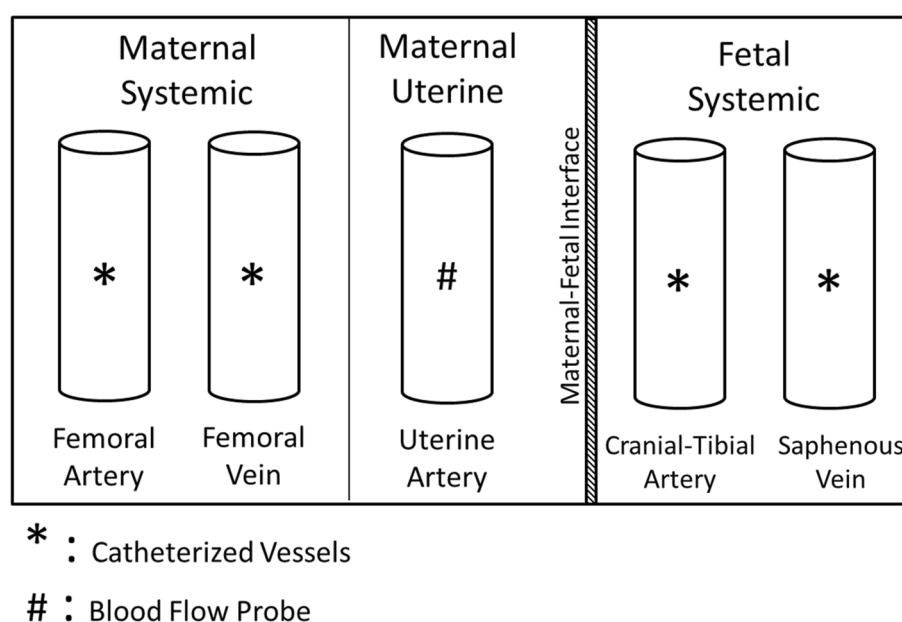 Maternal
Systemic
Maternal
Uterine
Fetal
Systemic
Maternal-Fetal Interface
*
*
#
*
*
Femoral
Artery
Femoral
Vein
Uterine
Artery
Cranial-Tibial
Artery
Saphenous
Vein
* : Catheterized Vessels
# : Blood Flow Probe